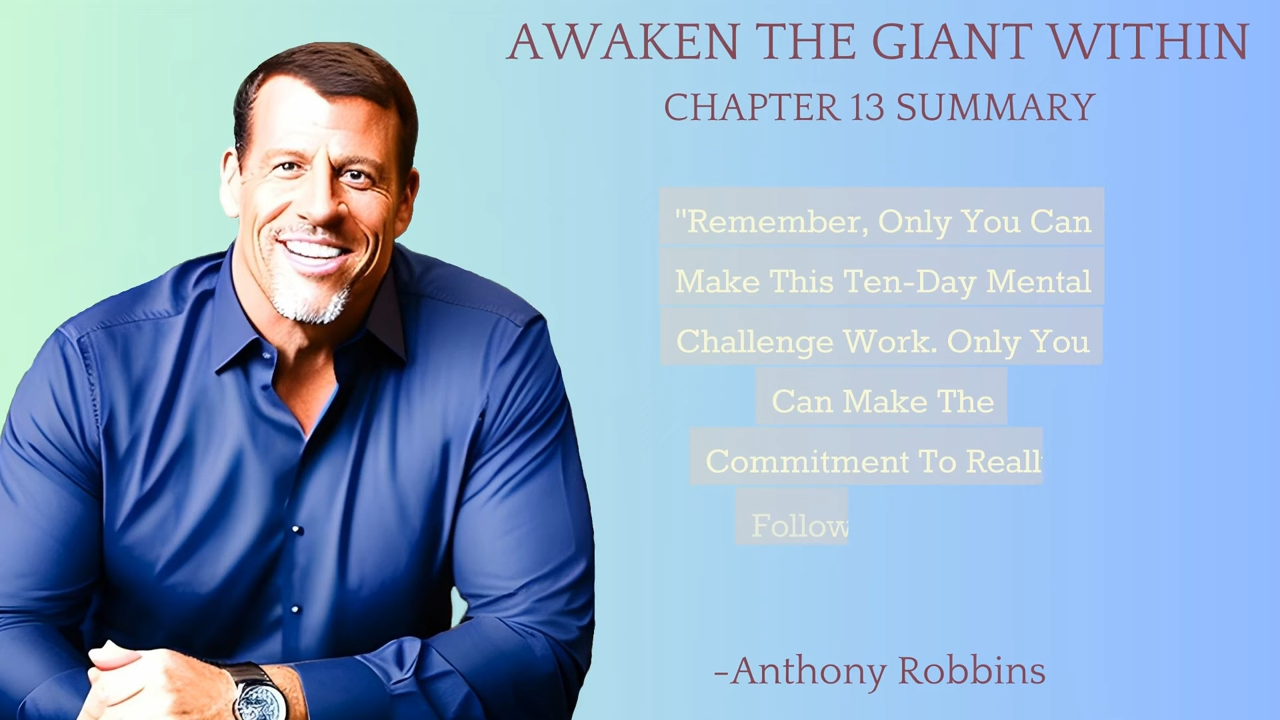 AWAKEN THE GIANT WITHIN
CHAPTER 13 SUMMARY
"Remember, Only You Can
Make This Ten-Day Mental
Challenge Work. Only You
Can Make The
Commitment To Reall
Follow
-Anthony Robbins